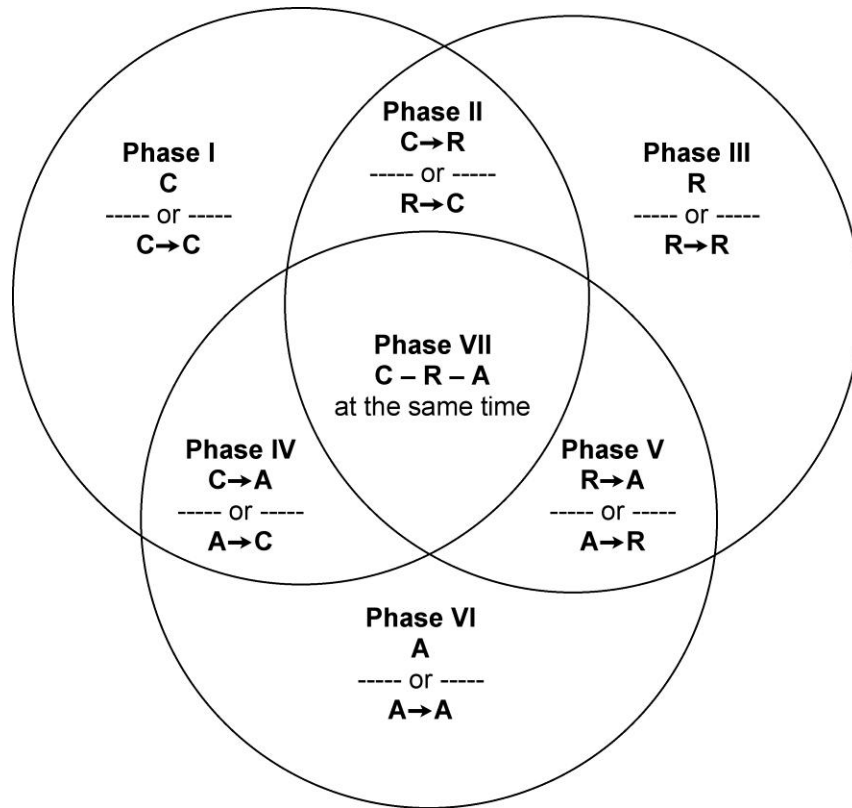 Phase I
C
----- or -----
C→C
Phase II
C→R
----- or -----
R→C
Phase III
R
----- or -----
R→R
Phase VII
C – R – A
at the same time
Phase IV
C→A
---- or -----
A→C
Phase V
R→A
----- or -----
A→R
Phase VI
A
----- or -----
A→A